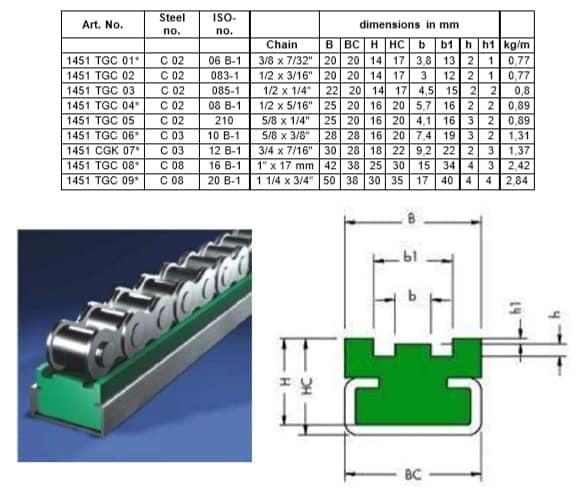 Art. No. Steel no. ISO-no. dimensions in mm
Chain B BC H HC b b1 h h1 kg/m
1451 TGC 01* C 02 06 B-1 3/8 x 7/32" 20 20 14 17 3,8 13 2 1 0,77
1451 TGC 02 C 02 083-1 1/2 x 3/16" 20 20 14 17 3 12 2 1 0,77
1451 TGC 03 C 02 085-1 1/2 x 1/4" 22 20 14 17 4,5 15 2 2 0,8
1451 TGC 04* C 02 08 B-1 1/2 x 5/16" 25 20 16 20 5,7 16 2 2 0,89
1451 TGC 05 C 02 210 5/8 x 1/4" 25 20 16 20 4,1 16 3 2 0,89
1451 TGC 06* C 03 10 B-1 5/8 x 3/8" 28 28 16 20 7,4 19 3 2 1,31
1451 CGK 07* C 03 12 B-1 3/4 x 7/16" 30 28 18 22 9,2 22 2 3 1,37
1451 TGC 08* C 08 16 B-1 1" x 17 mm 42 38 25 30 15 34 4 3 2,42
1451 TGC 09* C 08 20 B-1 1 1/4 x 3/4" 50 38 30 35 17 40 4 4 2,84
B
b1
b
h1
h
H
HC
BC